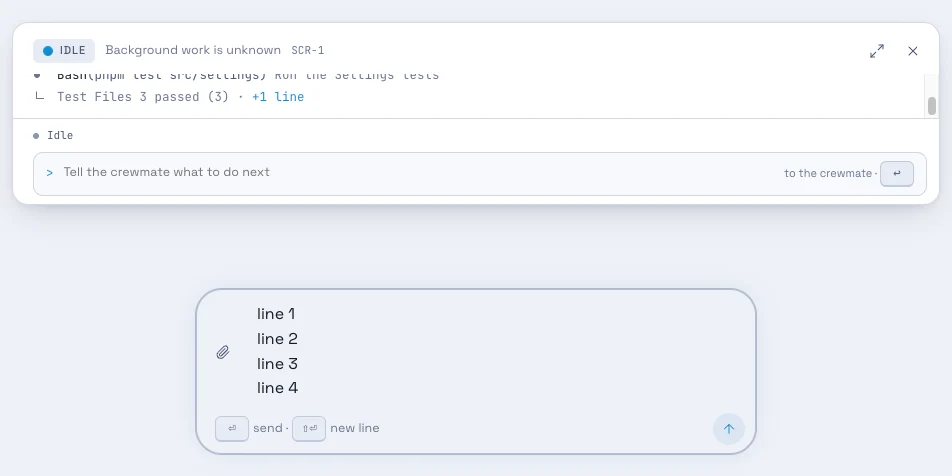 IDLE Background work is unknown SCR-1
Bash(pnpm test src/settings) Run the settings tests
Test Files 3 passed (3) · +1 line
Idle
> Tell the crewmate what to do next to the crewmate · ↩
line 1
line 2
line 3
line 4
⏎ send · ⇧⏎ new line